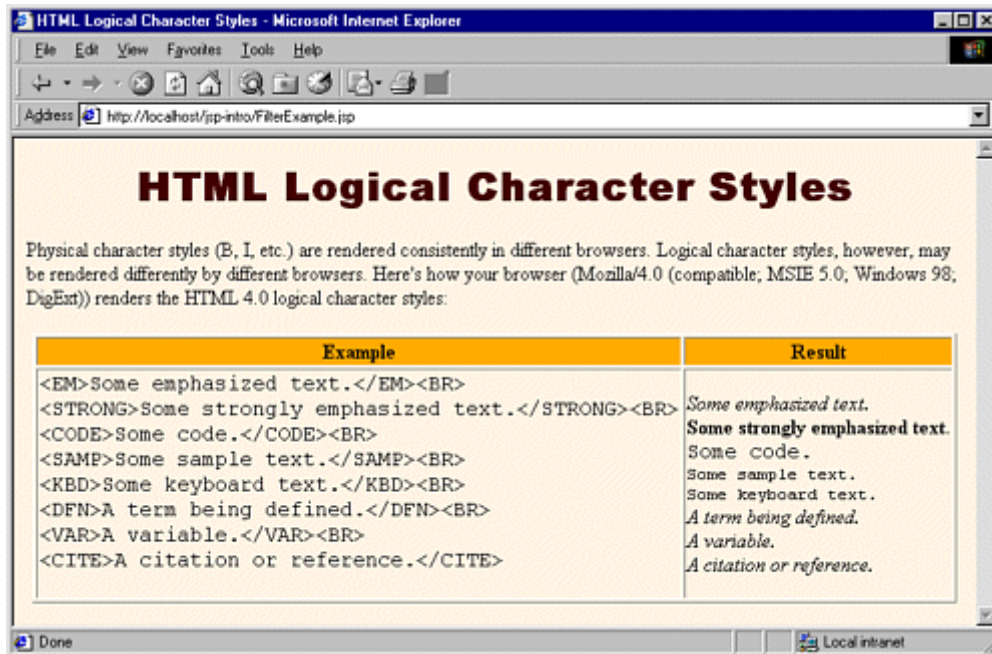 HTML Logical Character Styles - Microsoft Internet Explorer
File Edit View Favorites Tools Help
Address http://localhost/jsp-intro/FilterExample.jsp
HTML Logical Character Styles
Physical character styles (B, I, etc.) are rendered consistently in different browsers. Logical character styles, however, may
be rendered differently by different browsers. Here's how your browser (Mozilla/4.0 (compatible; MSIE 5.0; Windows 98;
DigExt)) renders the HTML 4.0 logical character styles:
Example Result
<EM>Some emphasized text.</EM><BR>
<STRONG>Some strongly emphasized text.</STRONG><BR>
<CODE>Some code.</CODE><BR>
<SAMP>Some sample text.</SAMP><BR>
<KBD>Some keyboard text.</KBD><BR>
<DFN>A term being defined.</DFN><BR>
<VAR>A variable.</VAR><BR>
<CITE>A citation or reference.</CITE>
Some emphasized text.
Some strongly emphasized text.
Some code.
Some sample text.
Some keyboard text.
A term being defined.
A variable.
A citation or reference.
Done Local intranet